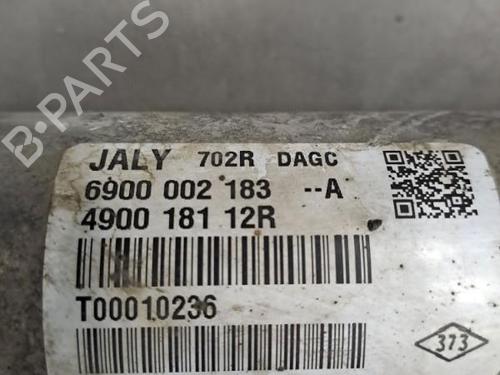 JALY 702R DAGC
6900 002 183 --A
4900 181 12R
T00010236
373
B-PARTS